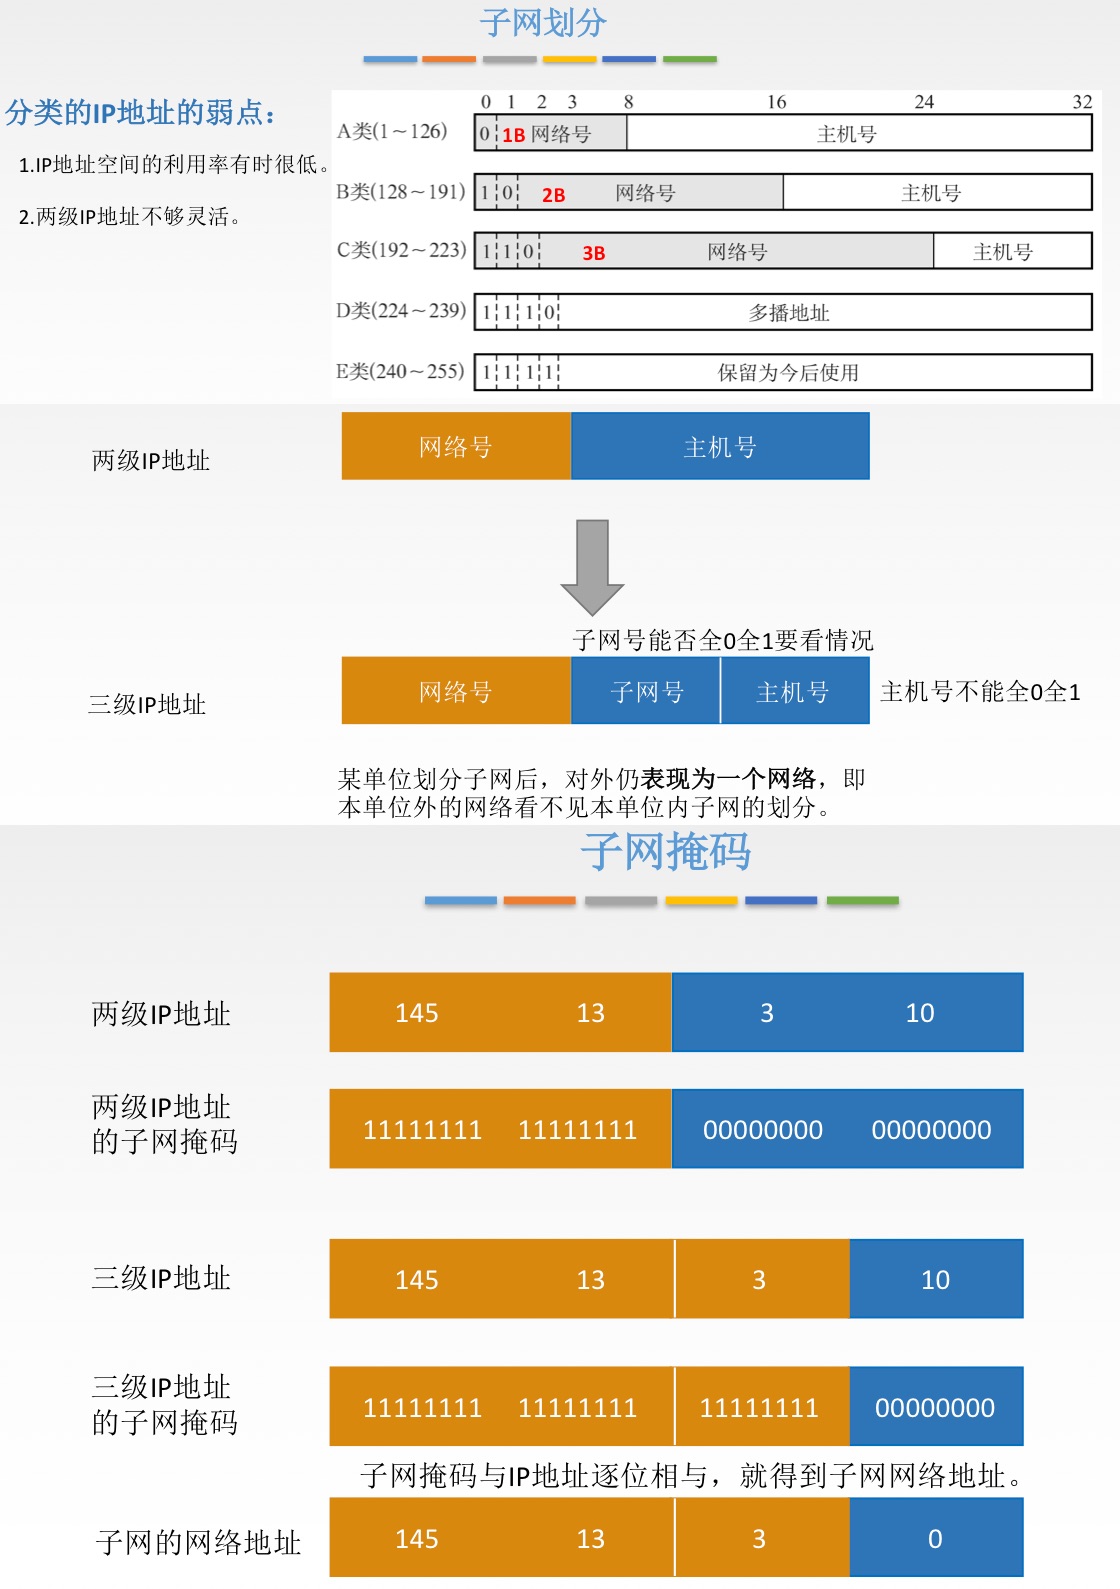 子网划分
分类的IP地址的弱点：
1.IP地址空间的利用率有时很低。
2.两级IP地址不够灵活。
0 1 2 3 8 16 24 32
A类(1～126) 0 1B 网络号 主机号
B类(128～191) 1 0 2B 网络号 主机号
C类(192～223) 1 1 0 3B 网络号 主机号
D类(224～239) 1 1 1 0 多播地址
E类(240～255) 1 1 1 1 保留为今后使用
两级IP地址 网络号 主机号
子网号能否全0全1要看情况
三级IP地址 网络号 子网号 主机号 主机号不能全0全1
某单位划分子网后，对外仍表现为一个网络，即
本单位外的网络看不见本单位内子网的划分。
子网掩码
两级IP地址 145 13 3 10
两级IP地址
的子网掩码 11111111 11111111 00000000 00000000
三级IP地址 145 13 3 10
三级IP地址
的子网掩码 11111111 11111111 11111111 00000000
子网掩码与IP地址逐位相与，就得到子网网络地址。
子网的网络地址 145 13 3 0